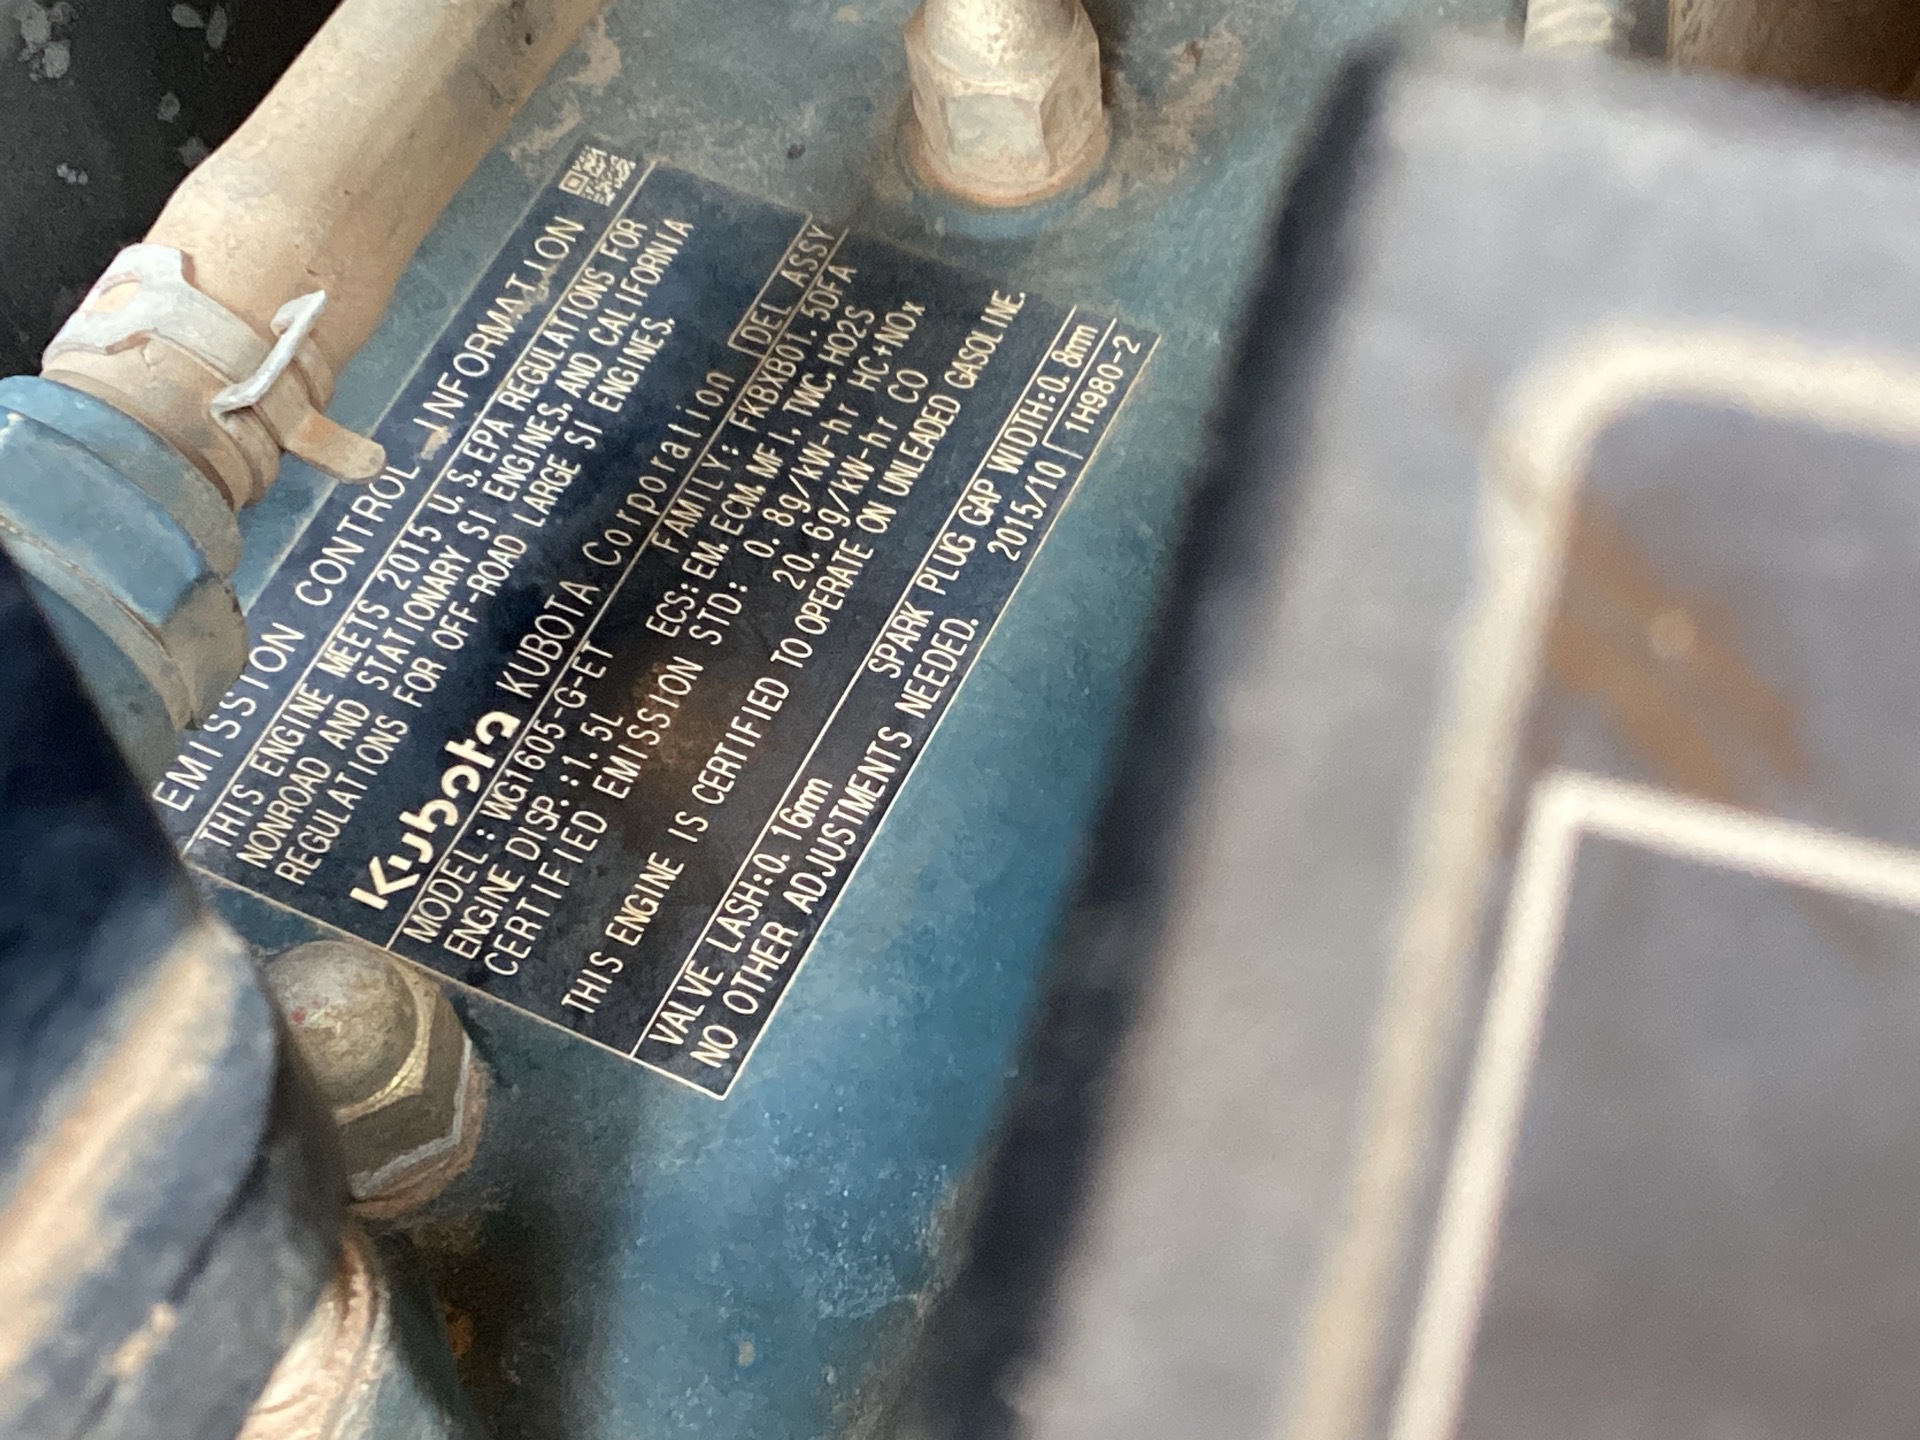 EMISSION CONTROL INFORMATION
THIS ENGINE MEETS 2015 U.S. EPA REGULATIONS FOR
NONROAD AND STATIONARY SI ENGINES, AND CALIFORNIA
REGULATIONS FOR OFF-ROAD LARGE SI ENGINES.
Kubota KUBOTA Corporation DEL ASSY
MODEL: WG1605-G-ET FAMILY: FKBXB01.5DFA
ENGINE DISP.:1.5L ECS: EM, ECM, MFI, TWC, HO2S
CERTIFIED EMISSION STD: 0.8g/kW-hr HC+NOx
20.6g/kW-hr CO
THIS ENGINE IS CERTIFIED TO OPERATE ON UNLEADED GASOLINE.
VALVE LASH:0.16mm SPARK PLUG GAP WIDTH:0.8mm
NO OTHER ADJUSTMENTS NEEDED. 2015/10 1H980-2